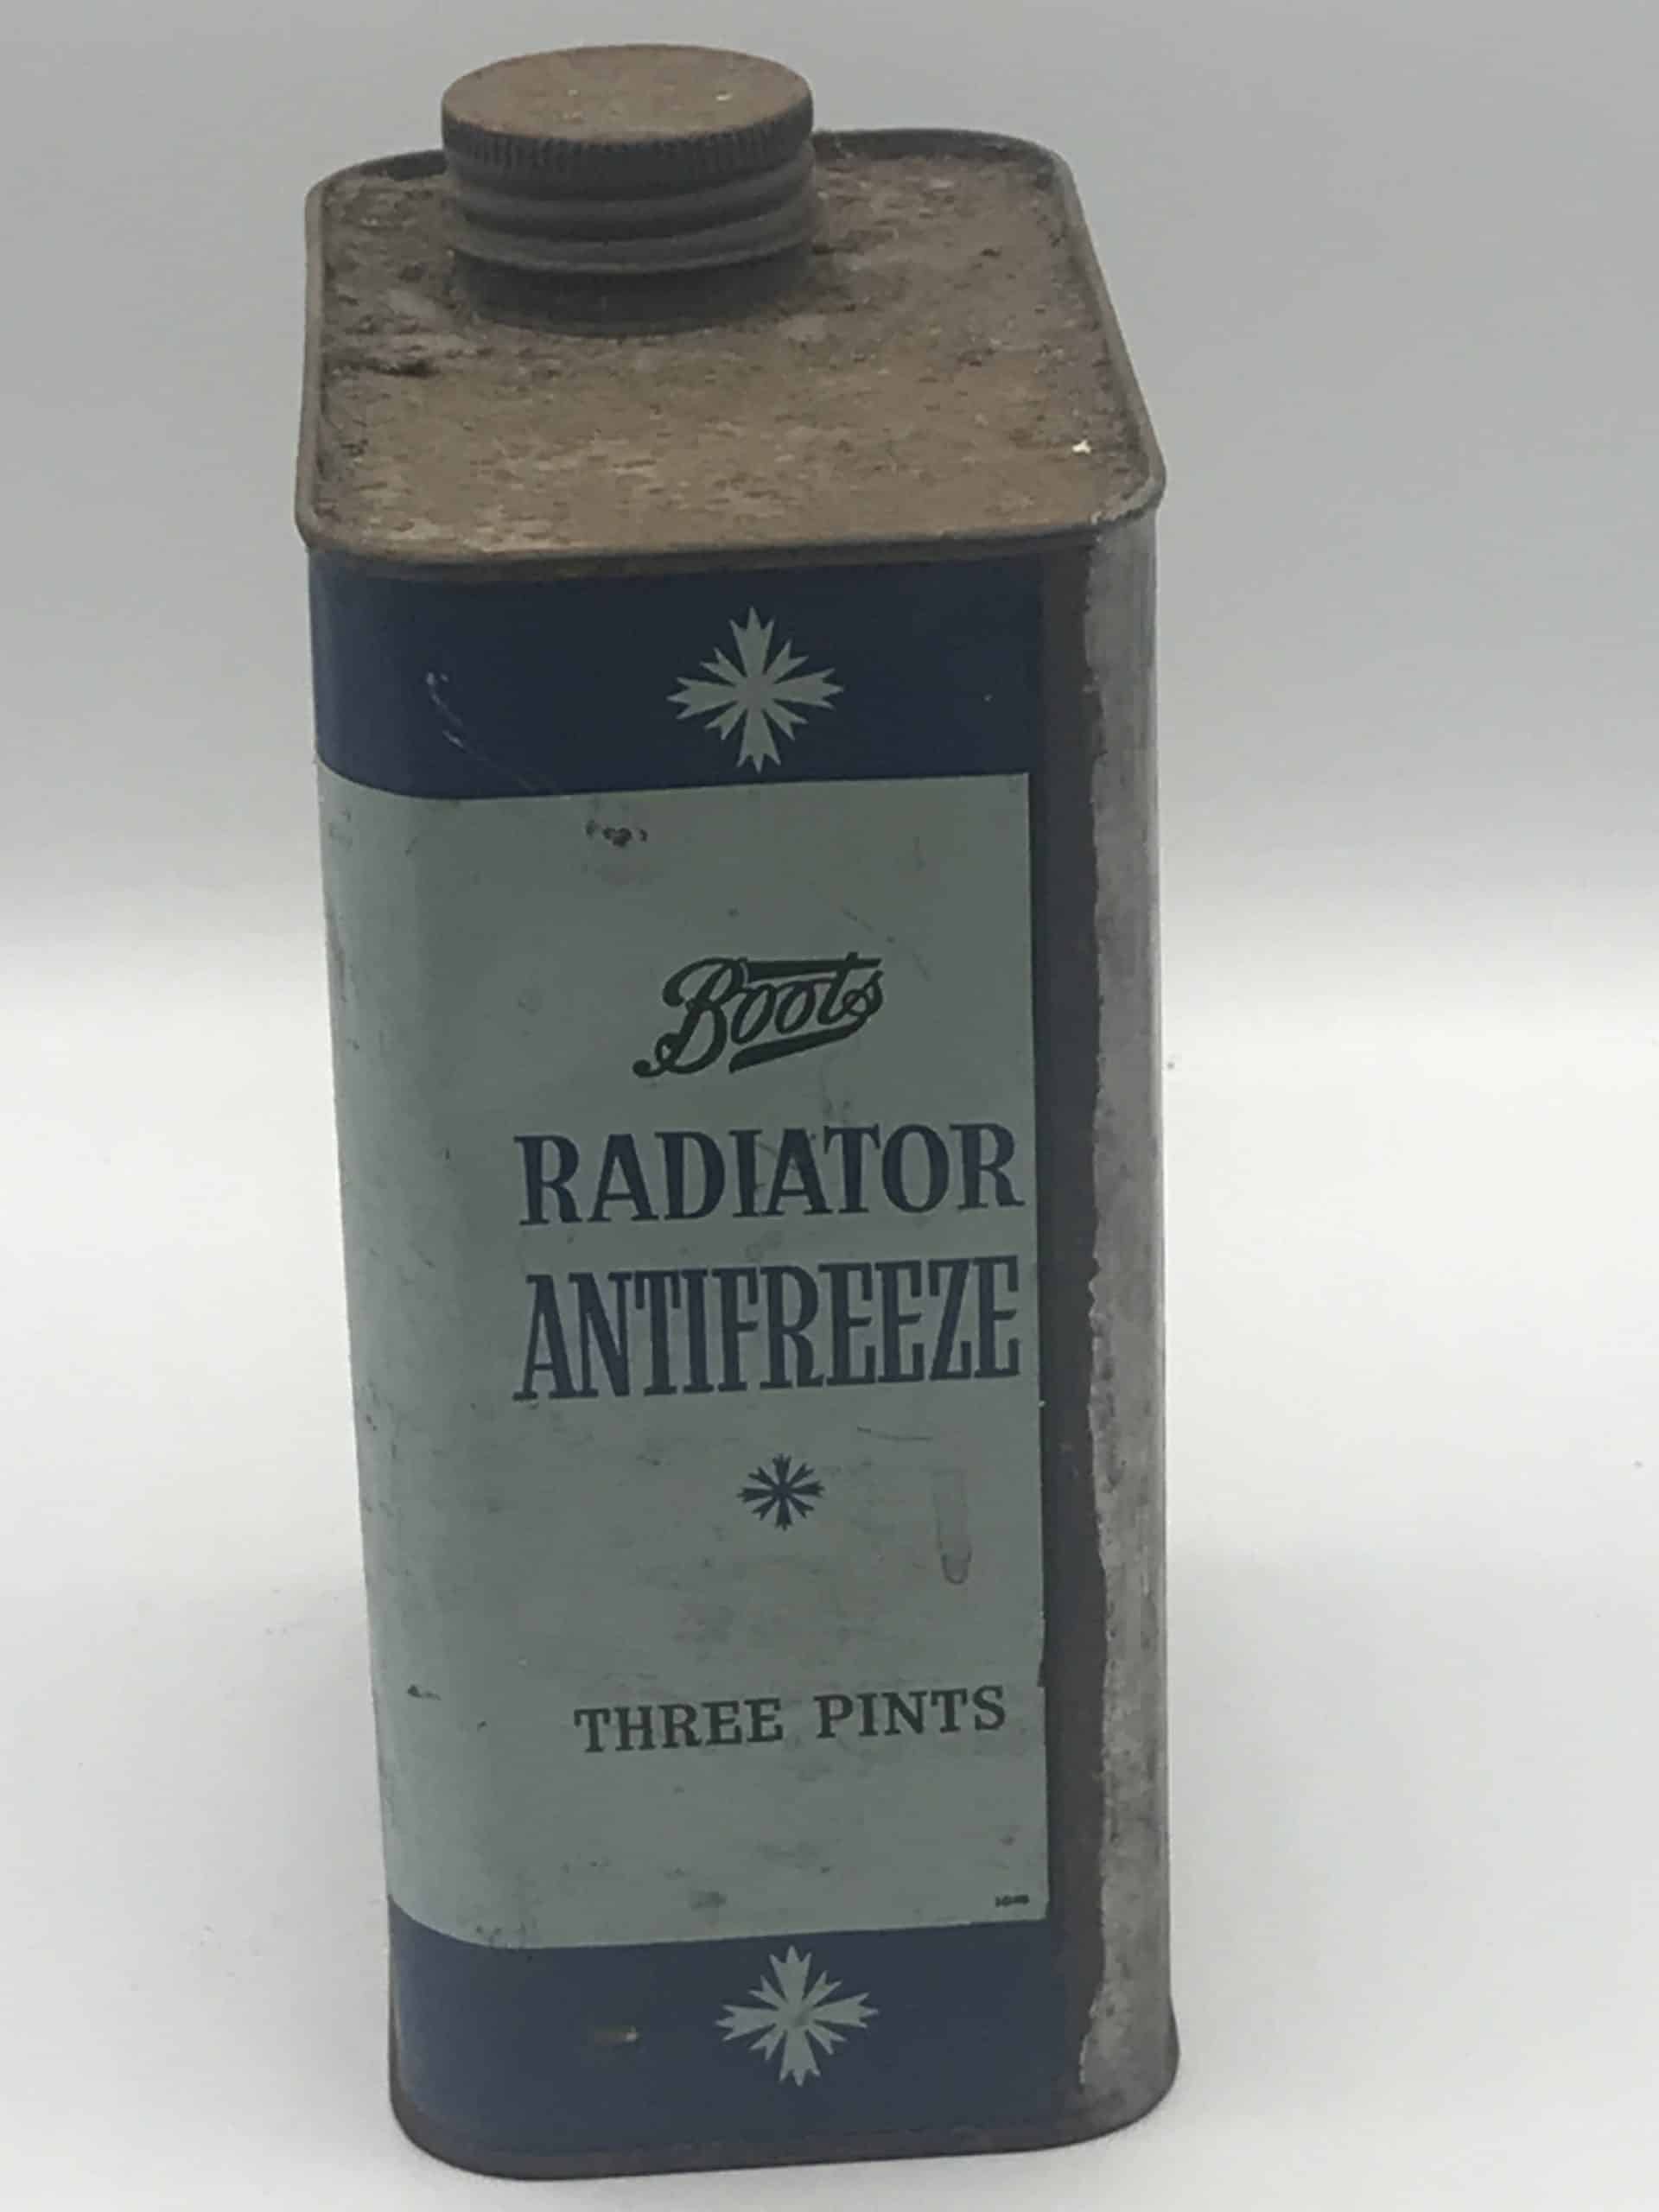 Boots
RADIATOR
ANTIFREEZE
THREE PINTS